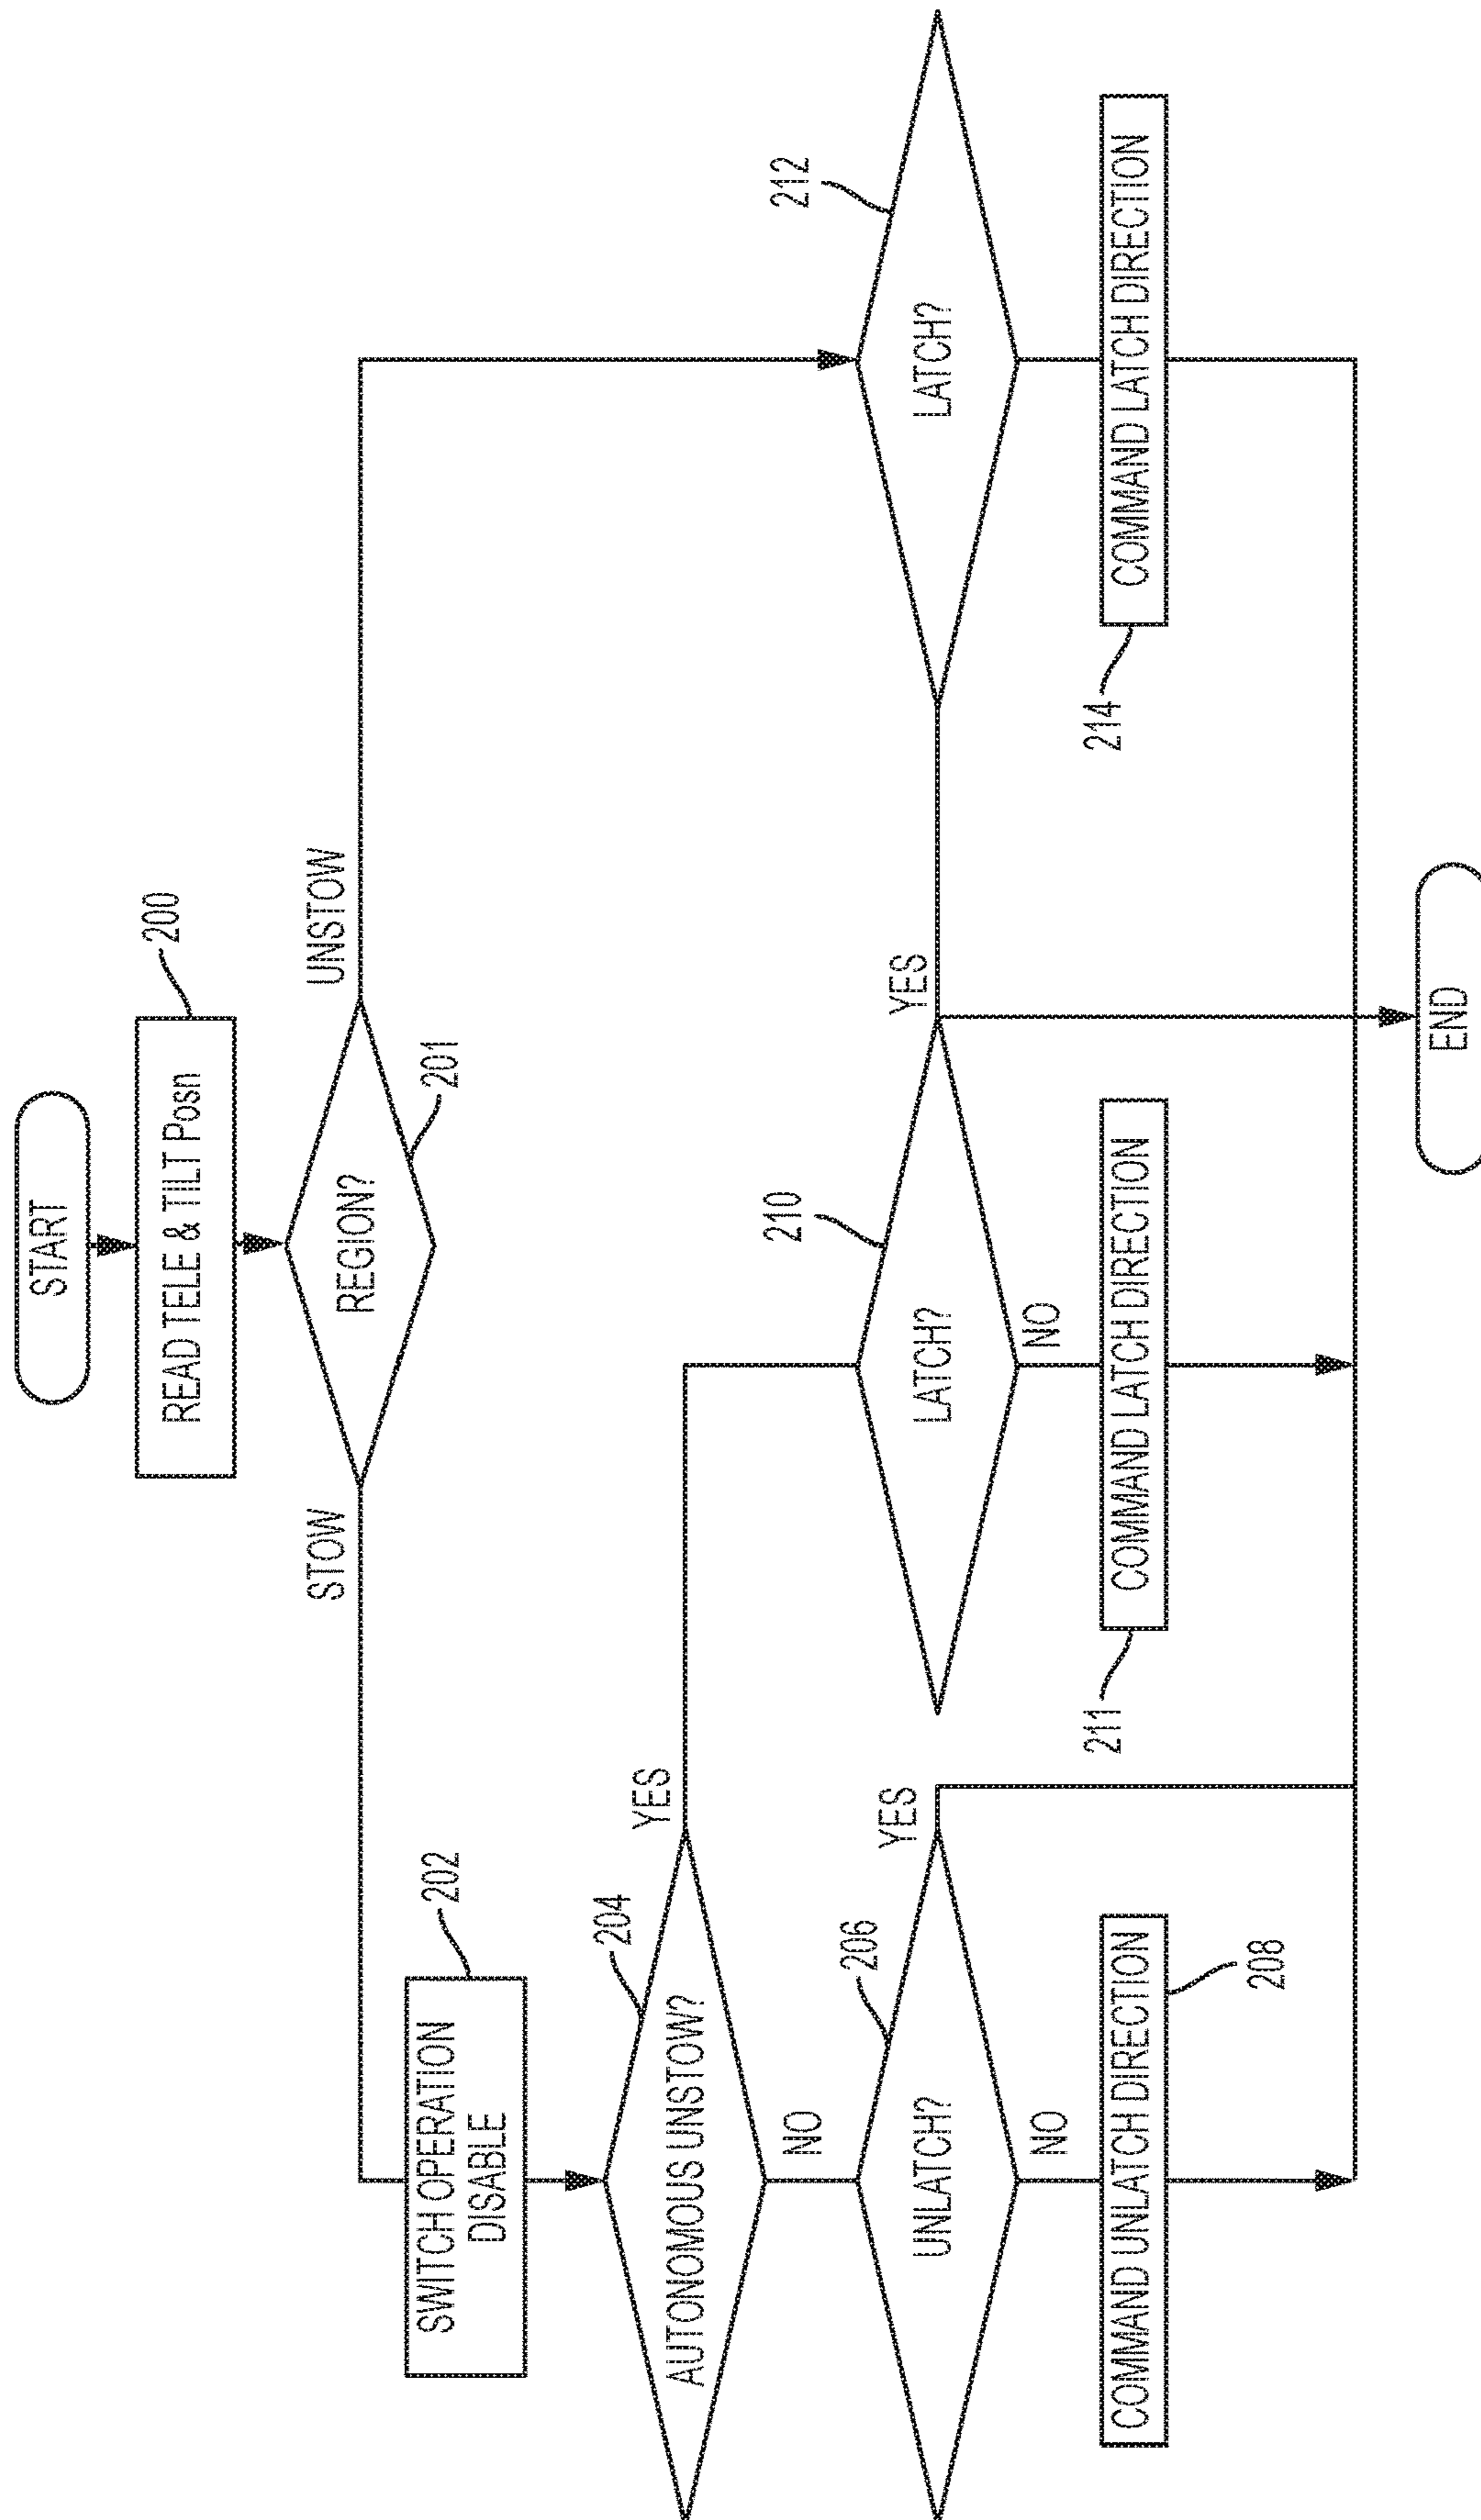 START
READ TELE & TILT Posn
200
REGION?
201
STOW
UNSTOW
SWITCH OPERATION
DISABLE
202
AUTONOMOUS UNSTOW?
204
YES
NO
UNLATCH?
206
YES
NO
COMMAND UNLATCH DIRECTION
208
LATCH?
210
YES
NO
211
COMMAND LATCH DIRECTION
LATCH?
212
214
COMMAND LATCH DIRECTION
END